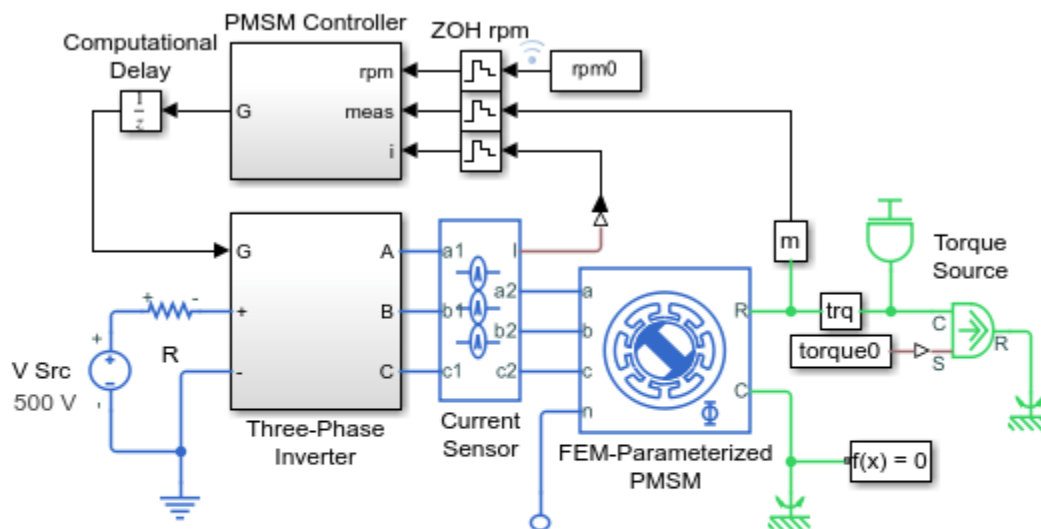 PMSM Controller
ZOH rpm
Computational
Delay
rpm
rpm0
1
z
G
meas
i
G
A
a1
I
m
Torque
Source
a2
a
+
-
+
B
b1
b2
b
R
trq
C
R
torque0
S
+
R
V Src
500 V
-
-
C
c1
c2
c
C
n
Φ
Three-Phase
Inverter
Current
Sensor
FEM-Parameterized
PMSM
f(x) = 0
A
A
A